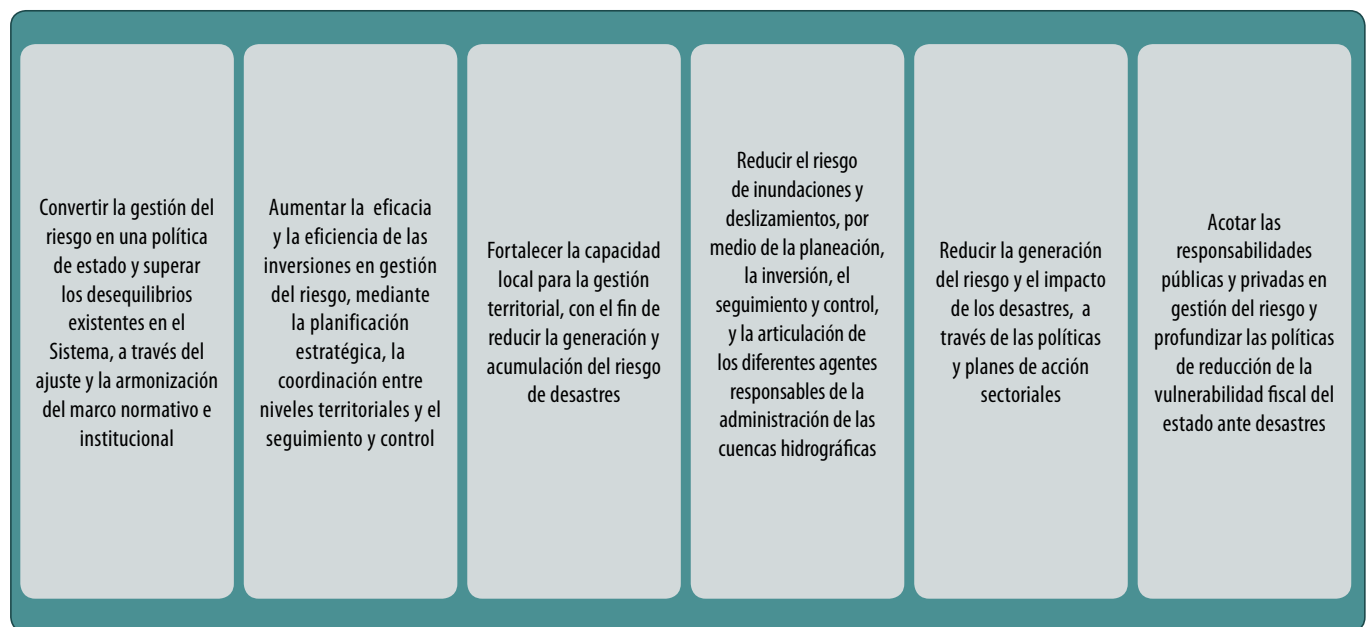 Convertir la gestión del
riesgo en una política
de estado y superar
los desequilibrios
existentes en el
Sistema, a través del
ajuste y la armonización
del marco normativo e
institucional
Aumentar la eficacia
y la eficiencia de las
inversiones en gestión
del riesgo, mediante
la planificación
estratégica, la
coordinación entre
niveles territoriales y el
seguimiento y control
Fortalecer la capacidad
local para la gestión
territorial, con el fin de
reducir la generación y
acumulación del riesgo
de desastres
Reducir el riesgo
de inundaciones y
deslizamientos, por
medio de la planeación,
la inversión, el
seguimiento y control,
y la articulación de
los diferentes agentes
responsables de la
administración de las
cuencas hidrográficas
Reducir la generación
del riesgo y el impacto
de los desastres, a
través de las políticas
y planes de acción
sectoriales
Acotar las
responsabilidades
públicas y privadas en
gestión del riesgo y
profundizar las políticas
de reducción de la
vulnerabilidad fiscal del
estado ante desastres